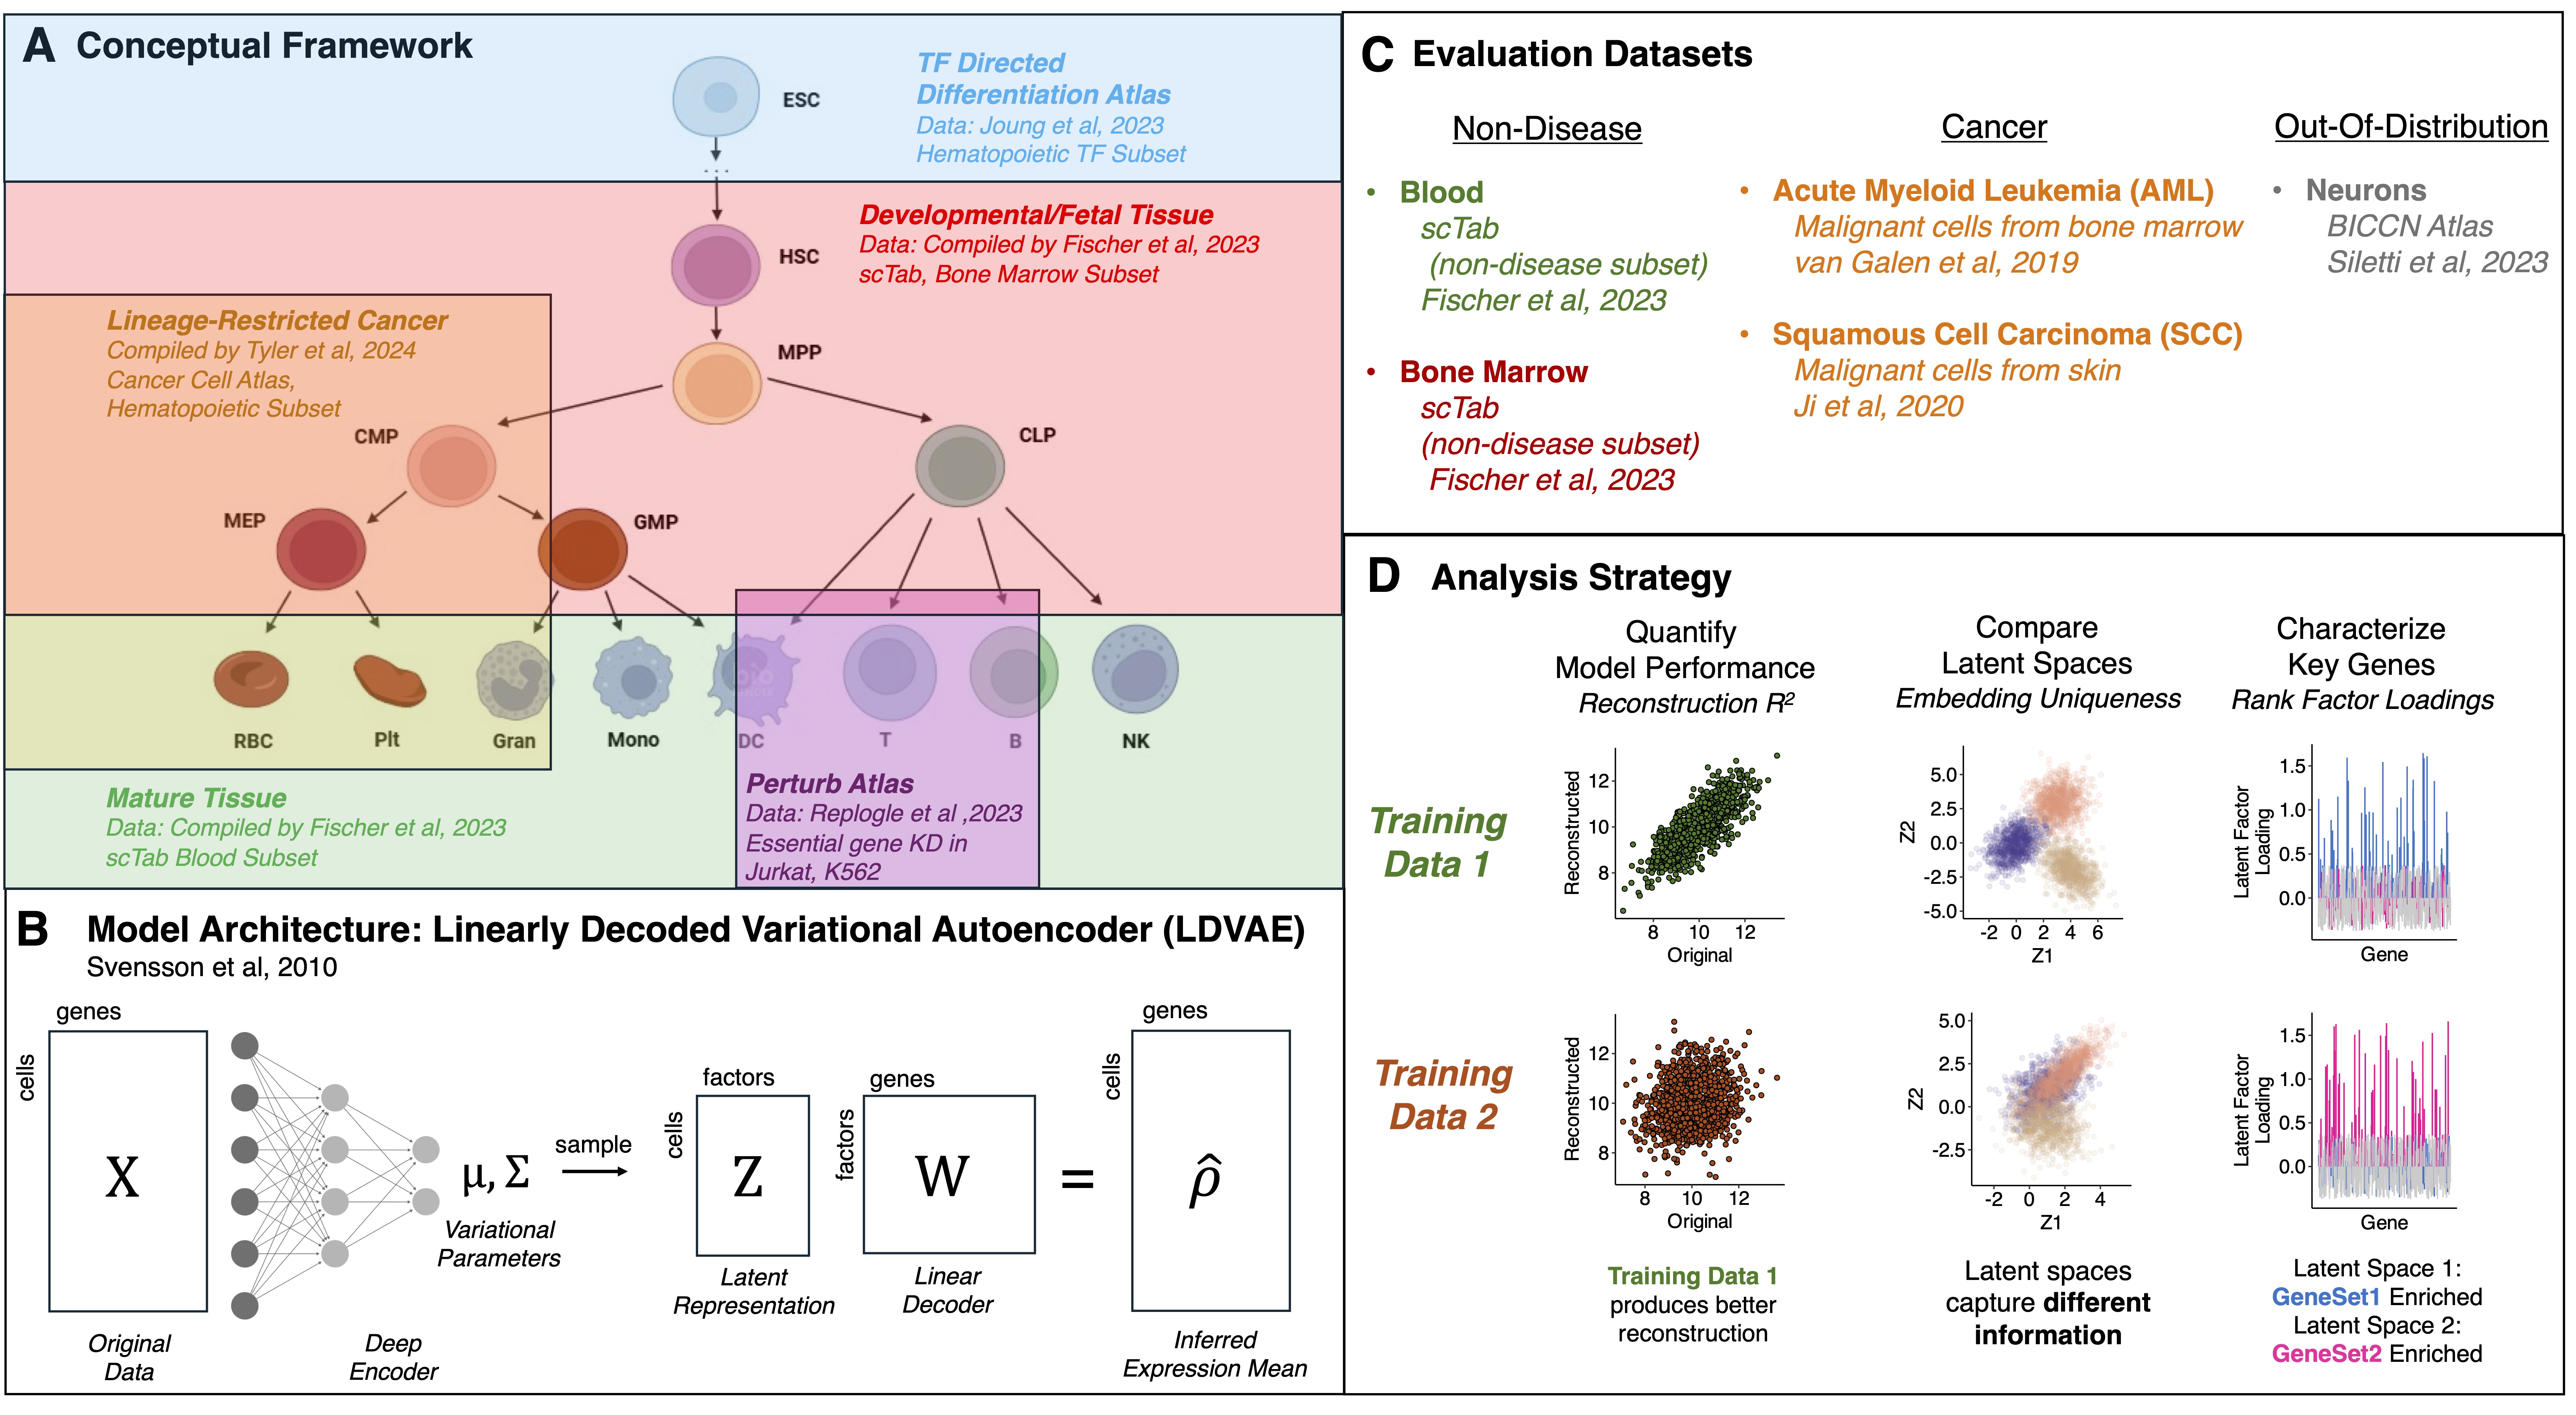 A Conceptual Framework
TF Directed
Differentiation Atlas
Data: Joung et al, 2023
Hematopoietic TF Subset
ESC
...
Developmental/Fetal Tissue
Data: Compiled by Fischer et al, 2023
scTab, Bone Marrow Subset
HSC
Lineage-Restricted Cancer
Compiled by Tyler et al, 2024
Cancer Cell Atlas,
Hematopoietic Subset
MPP
CMP
CLP
MEP
GMP
RBC
Plt
Gran
Mono
DC
T
B
NK
Mature Tissue
Data: Compiled by Fischer et al, 2023
scTab Blood Subset
Perturb Atlas
Data: Replogle et al ,2023
Essential gene KD in
Jurkat, K562
B Model Architecture: Linearly Decoded Variational Autoencoder (LDVAE)
Svensson et al, 2010
genes
cells
X
Original
Data
Deep
Encoder
μ, Σ
Variational
Parameters
sample
factors
cells
Z
Latent
Representation
genes
factors
W
Linear
Decoder
=
genes
cells
ρ̂
Inferred
Expression Mean
C Evaluation Datasets
Non-Disease
• Blood
scTab
(non-disease subset)
Fischer et al, 2023
• Bone Marrow
scTab
(non-disease subset)
Fischer et al, 2023
Cancer
• Acute Myeloid Leukemia (AML)
Malignant cells from bone marrow
van Galen et al, 2019
• Squamous Cell Carcinoma (SCC)
Malignant cells from skin
Ji et al, 2020
Out-Of-Distribution
• Neurons
BICCN Atlas
Siletti et al, 2023
D Analysis Strategy
Quantify
Model Performance
Reconstruction R²
Compare
Latent Spaces
Embedding Uniqueness
Characterize
Key Genes
Rank Factor Loadings
Training
Data 1
Reconstructed
12
10
8
8 10 12
Original
Z2
5.0
2.5
0.0
-2.5
-5.0
-2 0 2 4 6
Z1
Latent Factor
Loading
1.5
1.0
0.5
0.0
Gene
Training
Data 2
Reconstructed
12
10
8
8 10 12
Original
Z2
5.0
2.5
0.0
-2.5
-2 0 2 4
Z1
Latent Factor
Loading
1.5
1.0
0.5
0.0
Gene
Training Data 1
produces better
reconstruction
Latent spaces
capture different
information
Latent Space 1:
GeneSet1 Enriched
Latent Space 2:
GeneSet2 Enriched